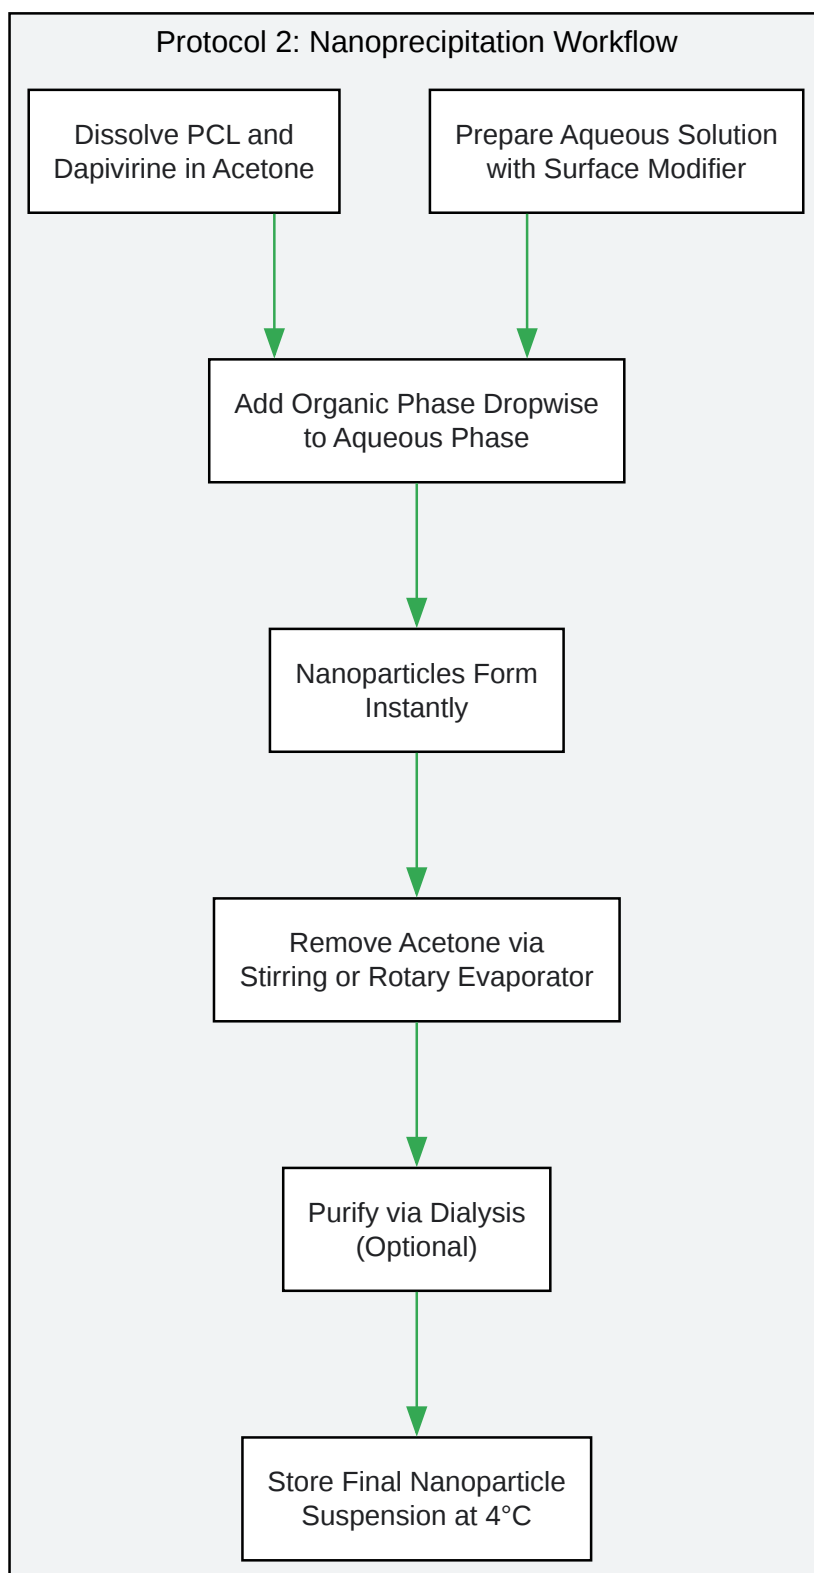 Protocol 2: Nanoprecipitation Workflow
Dissolve PCL and
Dapivirine in Acetone
Prepare Aqueous Solution
with Surface Modifier
Add Organic Phase Dropwise
to Aqueous Phase
Nanoparticles Form
Instantly
Remove Acetone via
Stirring or Rotary Evaporator
Purify via Dialysis
(Optional)
Store Final Nanoparticle
Suspension at 4°C